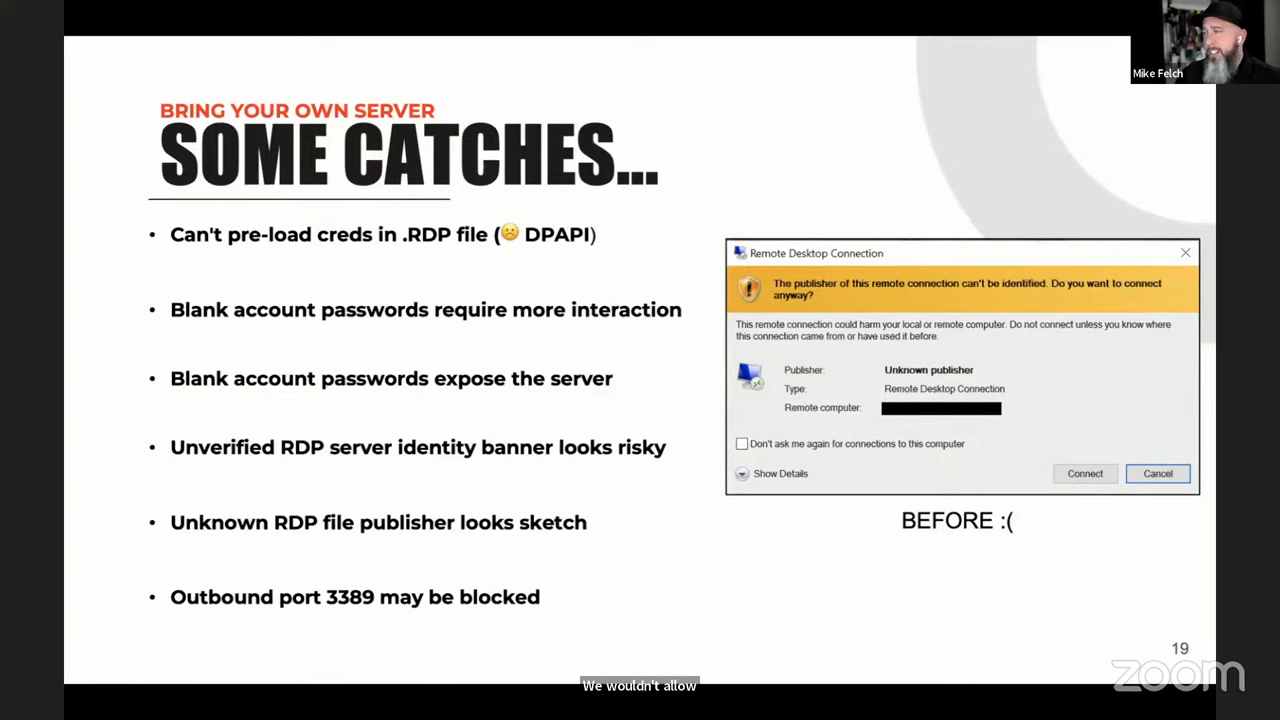 Mike Felch
BRING YOUR OWN SERVER
SOME CATCHES...
• Can't pre-load creds in .RDP file (☹️ DPAPI)
• Blank account passwords require more interaction
• Blank account passwords expose the server
• Unverified RDP server identity banner looks risky
• Unknown RDP file publisher looks sketch
• Outbound port 3389 may be blocked
Remote Desktop Connection
The publisher of this remote connection can't be identified. Do you want to connect
anyway?
This remote connection could harm your local or remote computer. Do not connect unless you know where
this connection came from or have used it before.
Publisher: Unknown publisher
Type: Remote Desktop Connection
Remote computer:
Don't ask me again for connections to this computer
Show Details
Connect Cancel
BEFORE :(
19
zoom
We wouldn't allow